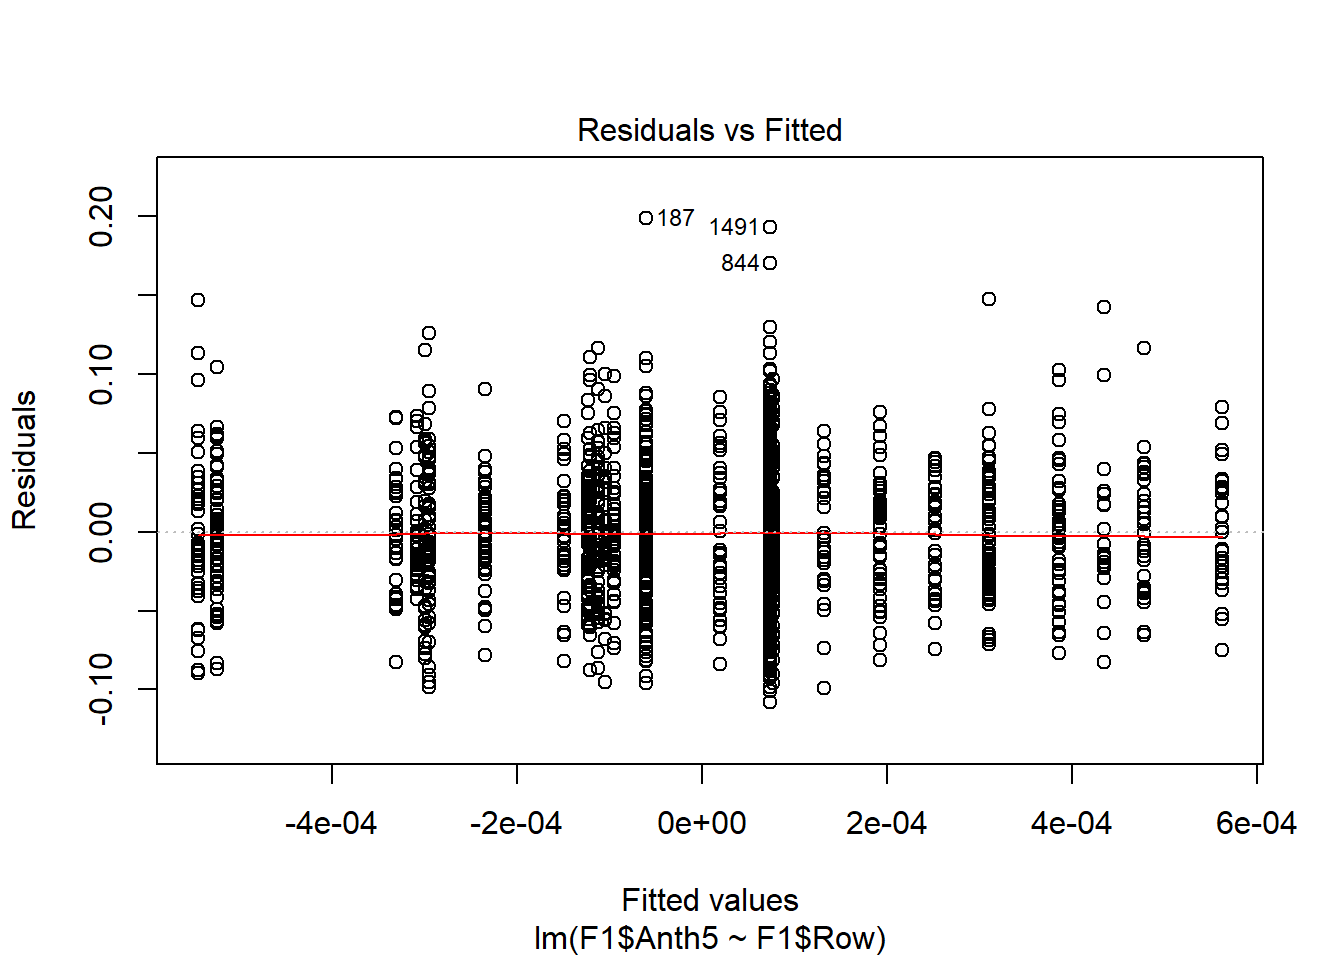 Residuals vs Fitted
Residuals
0.20
0.10
0.00
-0.10
187
1491
844
-4e-04 -2e-04 0e+00 2e-04 4e-04 6e-04
Fitted values
lm(F1$Anth5 ~ F1$Row)